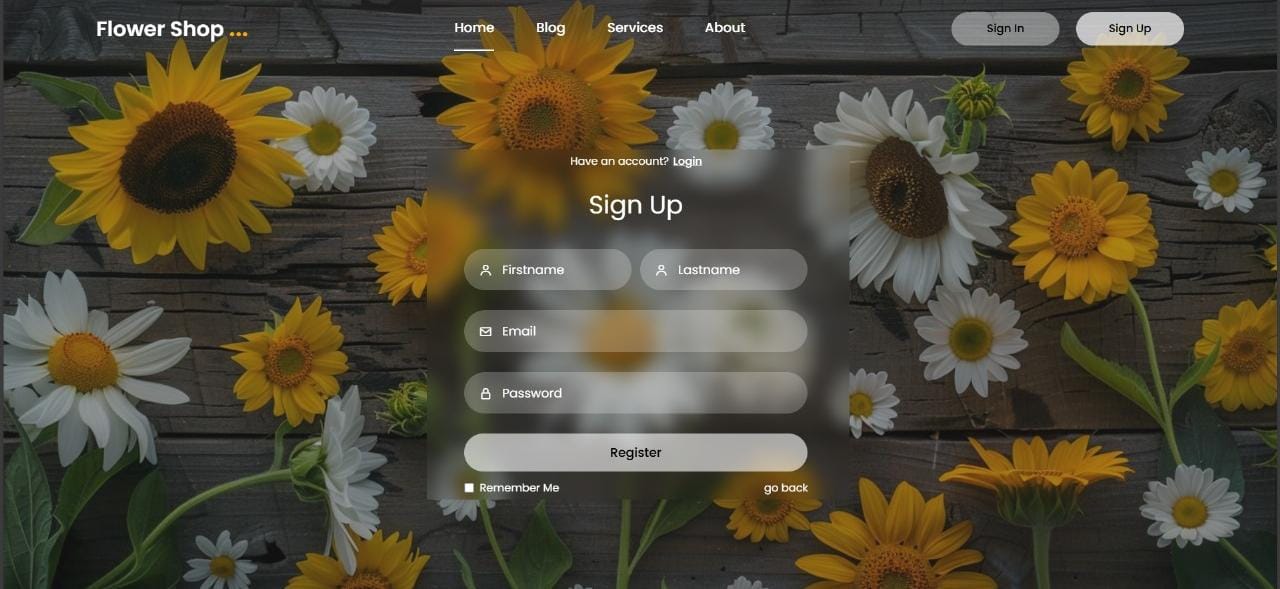 Flower Shop ...
Home Blog Services About
Sign In Sign Up
Have an account? Login
Sign Up
Firstname Lastname
Email
Password
Register
Remember Me go back